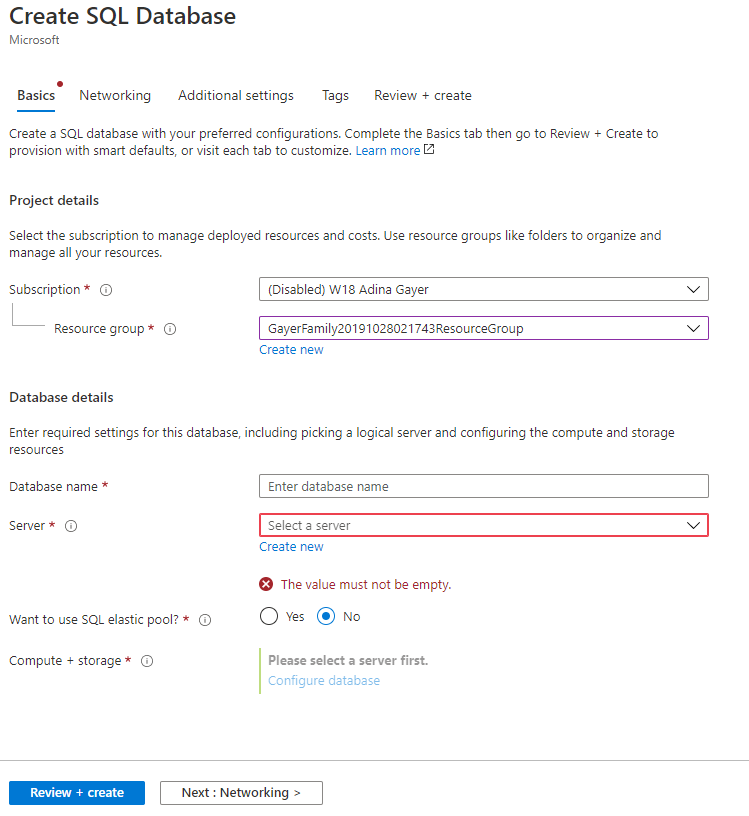 Create SQL Database
Microsoft
Basics Networking Additional settings Tags Review + create
Create a SQL database with your preferred configurations. Complete the Basics tab then go to Review + Create to
provision with smart defaults, or visit each tab to customize. Learn more
Project details
Select the subscription to manage deployed resources and costs. Use resource groups like folders to organize and
manage all your resources.
Subscription * (Disabled) W18 Adina Gayer
Resource group * GayerFamily20191028021743ResourceGroup
Create new
Database details
Enter required settings for this database, including picking a logical server and configuring the compute and storage
resources
Database name * Enter database name
Server * Select a server
Create new
The value must not be empty.
Want to use SQL elastic pool? * Yes No
Compute + storage * Please select a server first.
Configure database
Review + create Next : Networking >